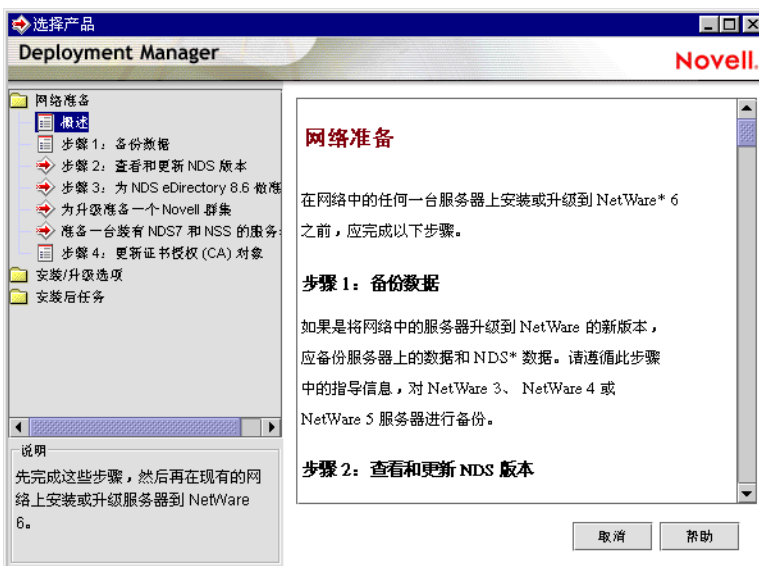 选择产品
Deployment Manager
Novell.
网络准备
概述
步骤 1：备份数据
步骤 2：查看和更新 NDS 版本
步骤 3：为 NDS eDirectory 8.6 做准
为升级准备一个 Novell 群集
准备一台装有 NDS7 和 NSS 的服务
步骤 4：更新证书授权 (CA) 对象
安装/升级选项
安装后任务
说明
先完成这些步骤，然后再在现有的网
络上安装或升级服务器到 NetWare
6。
网络准备
在网络中的任何一台服务器上安装或升级到 NetWare* 6
之前，应完成以下步骤。
步骤 1：备份数据
如果是将网络中的服务器升级到 NetWare 的新版本，
应备份服务器上的数据和 NDS* 数据。请遵循此步骤
中的指导信息，对 NetWare 3、 NetWare 4 或
NetWare 5 服务器进行备份。
步骤 2：查看和更新 NDS 版本
取消
帮助